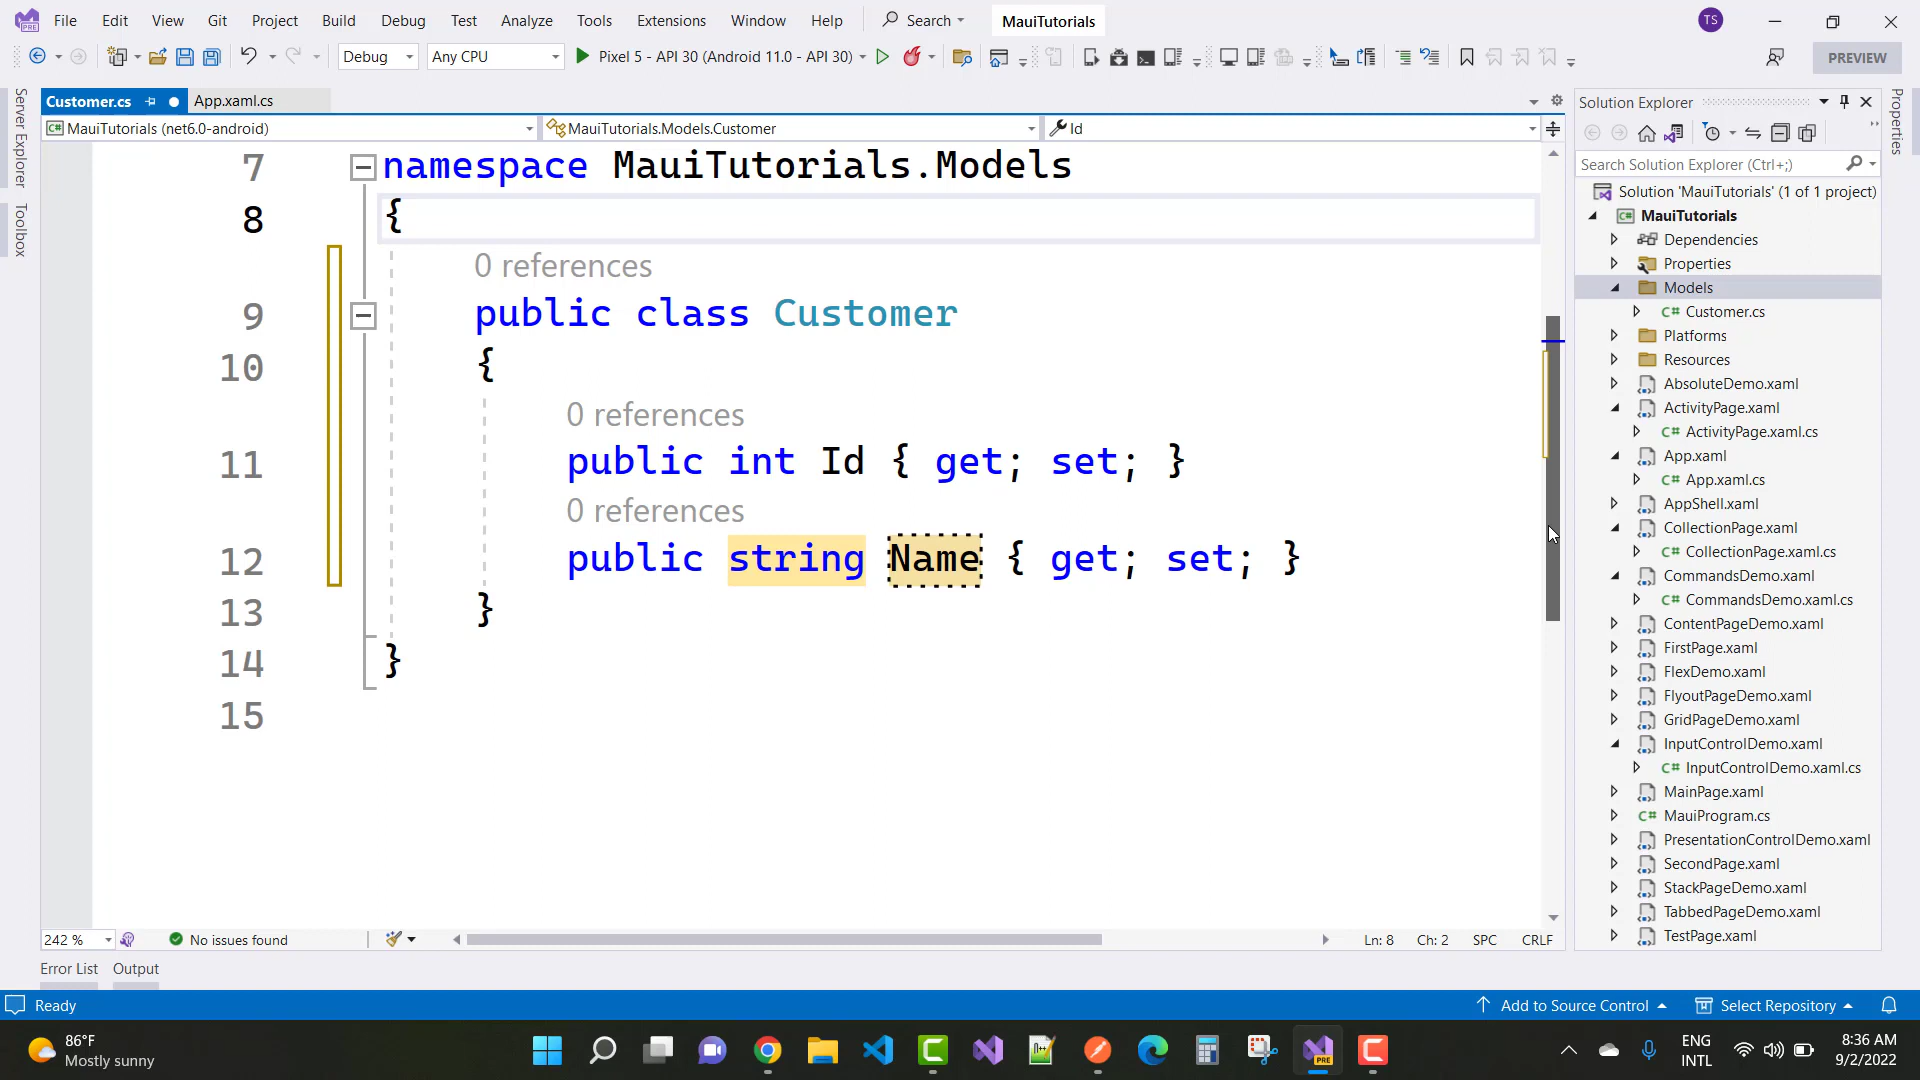 File Edit View Git Project Build Debug Test Analyze Tools Extensions Window Help Search MauiTutorials TS
Debug Any CPU Pixel 5 - API 30 (Android 11.0 - API 30) PREVIEW
Server Explorer
Toolbox
Customer.cs App.xaml.cs
MauiTutorials (net6.0-android) MauiTutorials.Models.Customer Id
7 namespace MauiTutorials.Models
8 {
0 references
9 public class Customer
10 {
0 references
11 public int Id { get; set; }
0 references
12 public string Name { get; set; }
13 }
14 }
15
242 % No issues found Ln: 8 Ch: 2 SPC CRLF
Solution Explorer
Search Solution Explorer (Ctrl+;)
Solution 'MauiTutorials' (1 of 1 project)
MauiTutorials
Dependencies
Properties
Models
C# Customer.cs
Platforms
Resources
AbsoluteDemo.xaml
ActivityPage.xaml
C# ActivityPage.xaml.cs
App.xaml
C# App.xaml.cs
AppShell.xaml
CollectionPage.xaml
C# CollectionPage.xaml.cs
CommandsDemo.xaml
C# CommandsDemo.xaml.cs
ContentPageDemo.xaml
FirstPage.xaml
FlexDemo.xaml
FlyoutPageDemo.xaml
GridPageDemo.xaml
InputControlDemo.xaml
C# InputControlDemo.xaml.cs
MainPage.xaml
C# MauiProgram.cs
PresentationControlDemo.xaml
SecondPage.xaml
StackPageDemo.xaml
TabbedPageDemo.xaml
TestPage.xaml
Properties
Error List Output
Ready Add to Source Control Select Repository
86°F
Mostly sunny
PRE
ENG
INTL
8:36 AM
9/2/2022